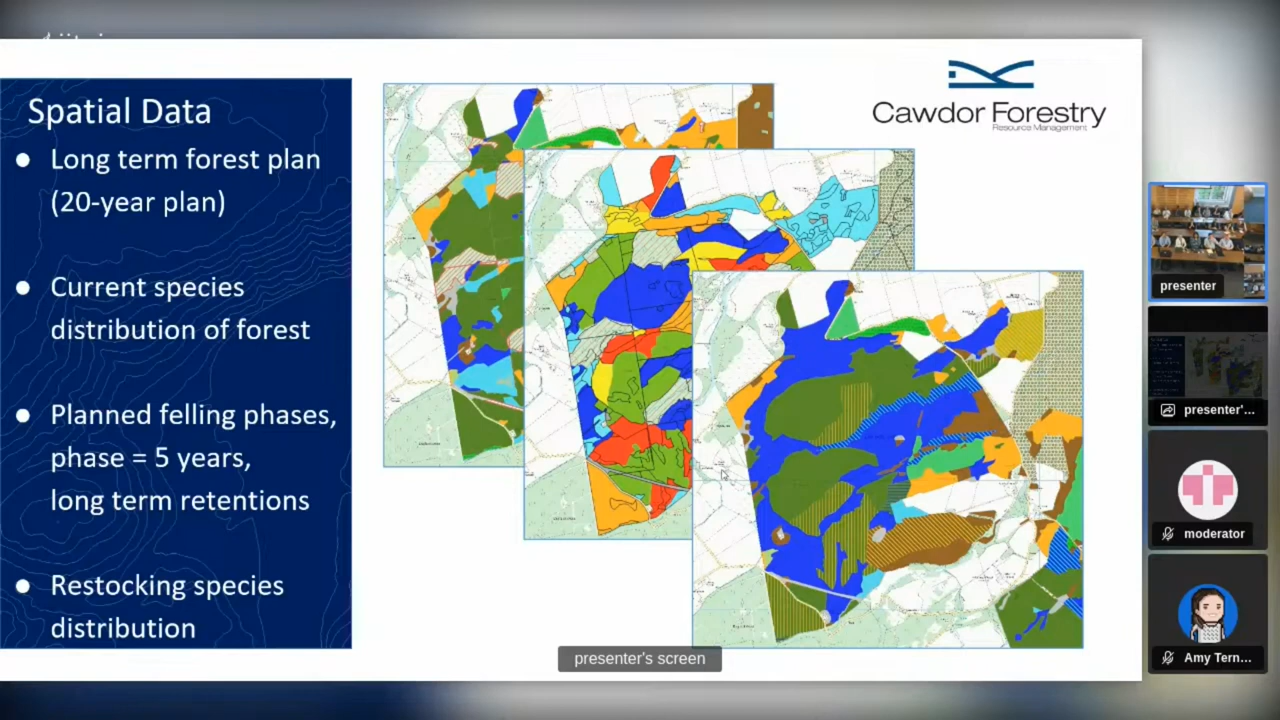 Spatial Data
● Long term forest plan
(20-year plan)
● Current species
distribution of forest
● Planned felling phases,
phase = 5 years,
long term retentions
● Restocking species
distribution
Cawdor Forestry
Resource Management
presenter's screen
presenter
presenter'...
moderator
Amy Tern...